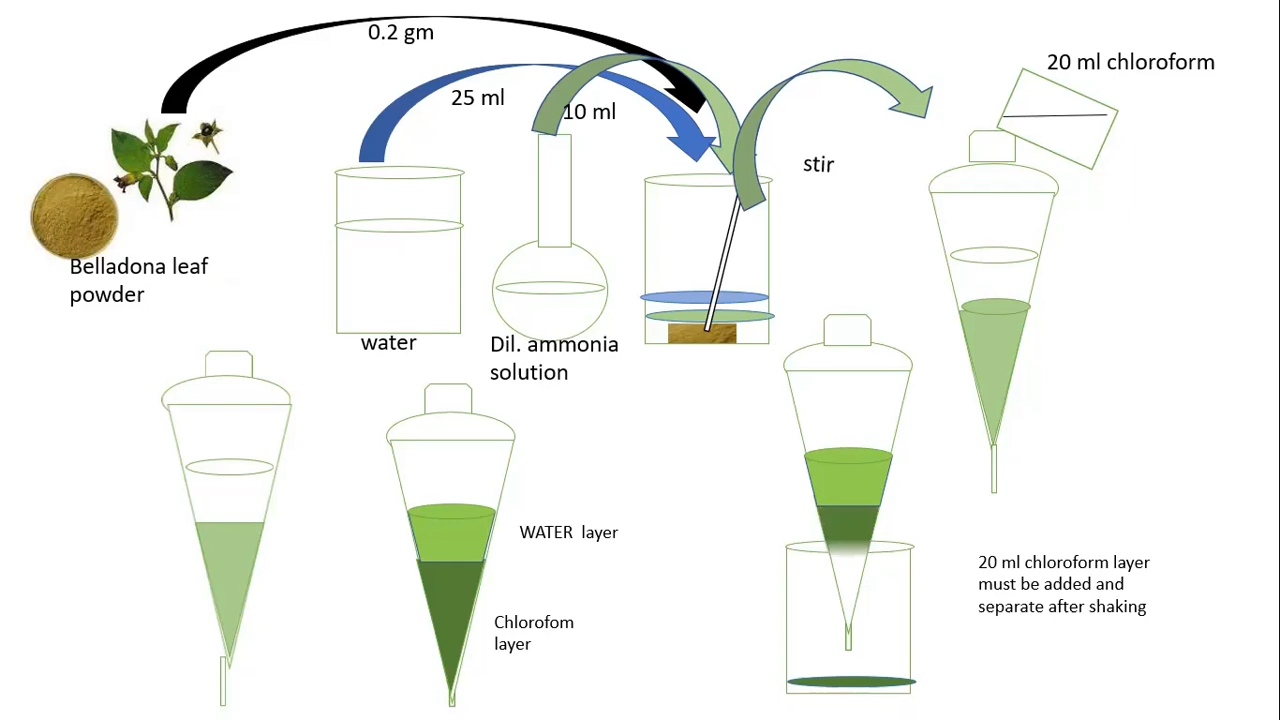 0.2 gm
20 ml chloroform
25 ml
10 ml
stir
Belladona leaf
powder
water
Dil. ammonia
solution
WATER  layer
20 ml chloroform layer
must be added and
separate after shaking
Chlorofom
layer